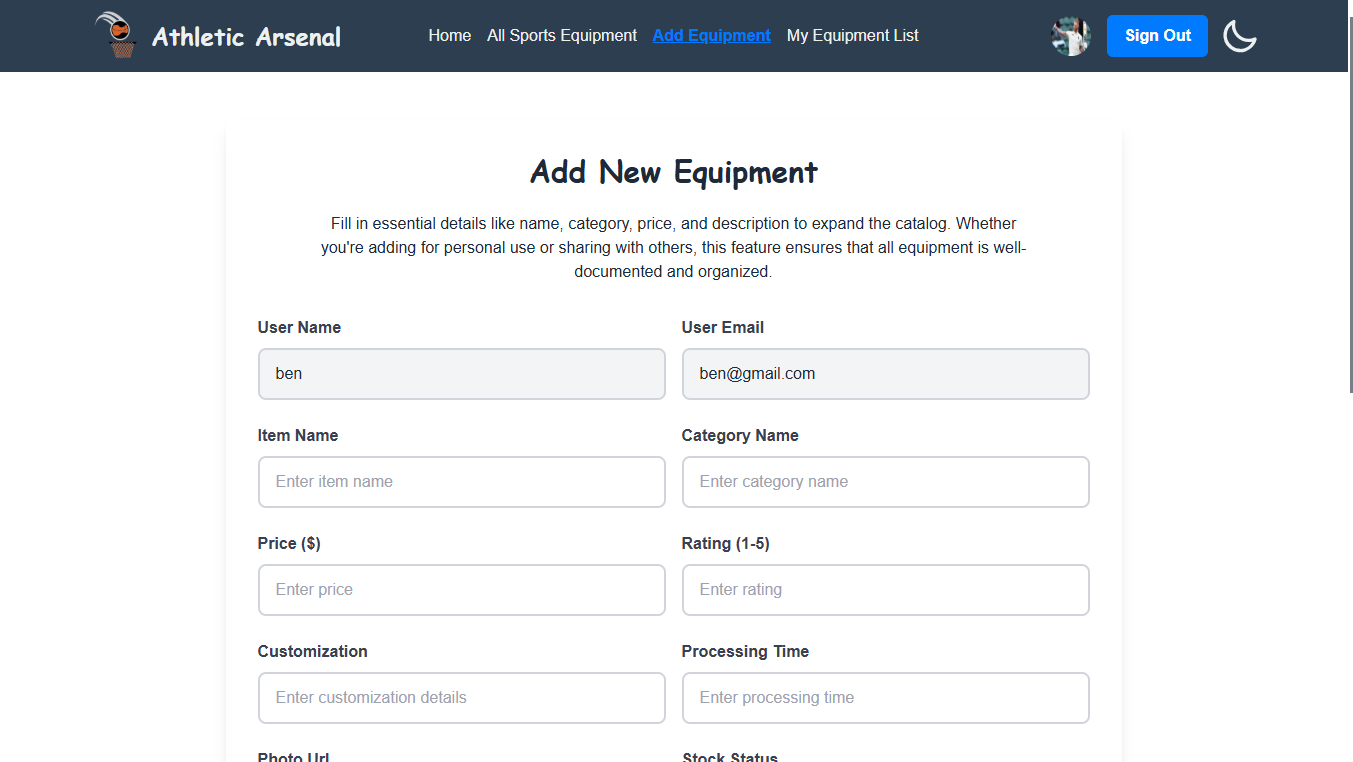 Athletic Arsenal
Home All Sports Equipment Add Equipment My Equipment List
Sign Out
Add New Equipment
Fill in essential details like name, category, price, and description to expand the catalog. Whether
you're adding for personal use or sharing with others, this feature ensures that all equipment is well-
documented and organized.
User Name User Email
ben ben@gmail.com
Item Name Category Name
Enter item name Enter category name
Price ($) Rating (1-5)
Enter price Enter rating
Customization Processing Time
Enter customization details Enter processing time
Photo Url Stock Status